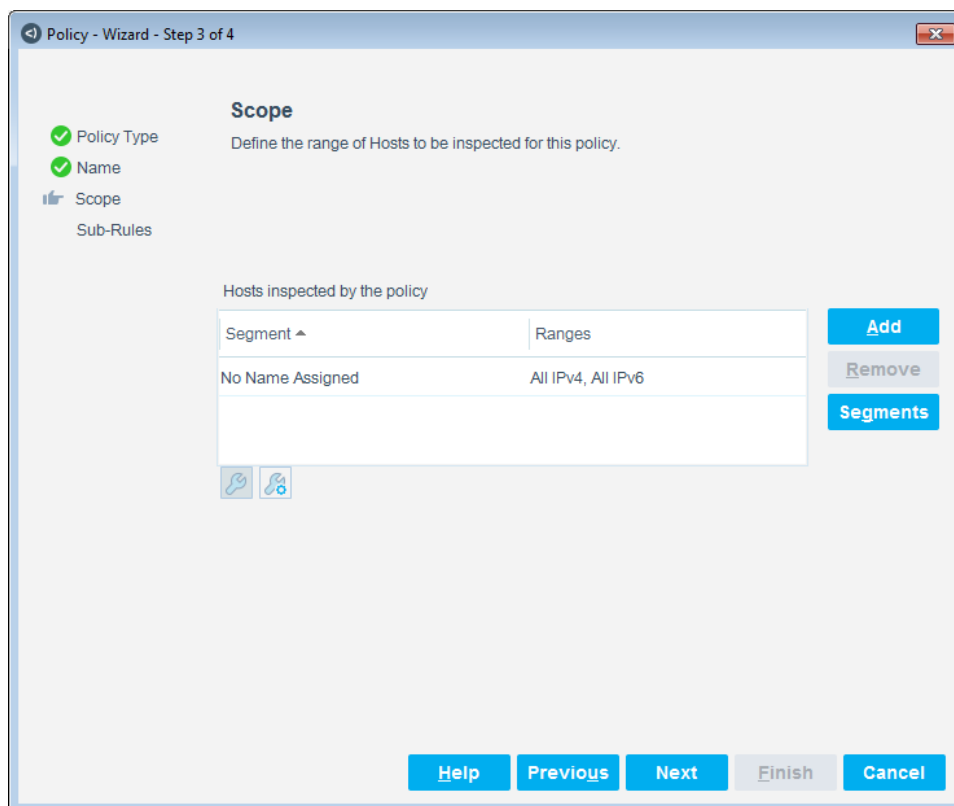 Policy - Wizard - Step 3 of 4
Policy Type
Name
Scope
Sub-Rules
Scope
Define the range of Hosts to be inspected for this policy.
Hosts inspected by the policy
Segment Ranges
No Name Assigned All IPv4, All IPv6
Add
Remove
Segments
Help Previous Next Finish Cancel